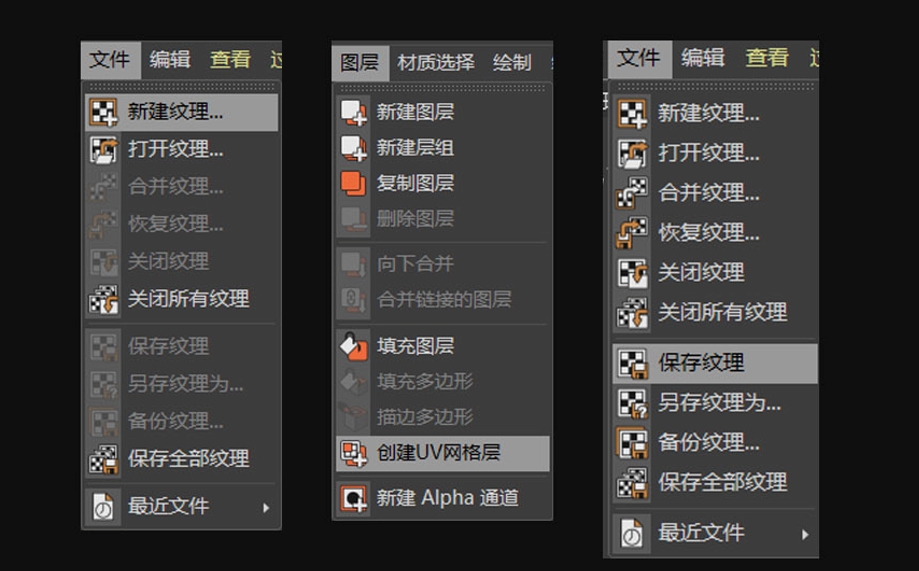 文件 编辑 查看
新建纹理...
打开纹理...
合并纹理...
恢复纹理...
关闭纹理
关闭所有纹理
保存纹理
另存纹理为...
备份纹理...
保存全部纹理
最近文件
图层 材质选择 绘制
新建图层
新建层组
复制图层
删除图层
向下合并
合并链接的图层
填充图层
填充多边形
描边多边形
创建UV网格层
新建 Alpha 通道
文件 编辑 查看
新建纹理...
打开纹理...
合并纹理...
恢复纹理...
关闭纹理
关闭所有纹理
保存纹理
另存纹理为...
备份纹理...
保存全部纹理
最近文件